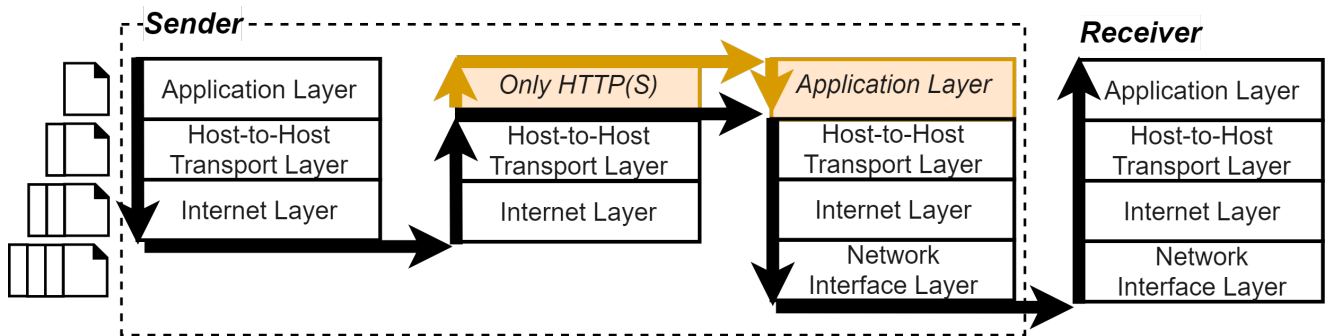 Sender
Receiver
Application Layer
Only HTTP(S)
Application Layer
Application Layer
Host-to-Host
Transport Layer
Host-to-Host
Transport Layer
Host-to-Host
Transport Layer
Host-to-Host
Transport Layer
Internet Layer
Internet Layer
Internet Layer
Internet Layer
Network
Interface Layer
Network
Interface Layer